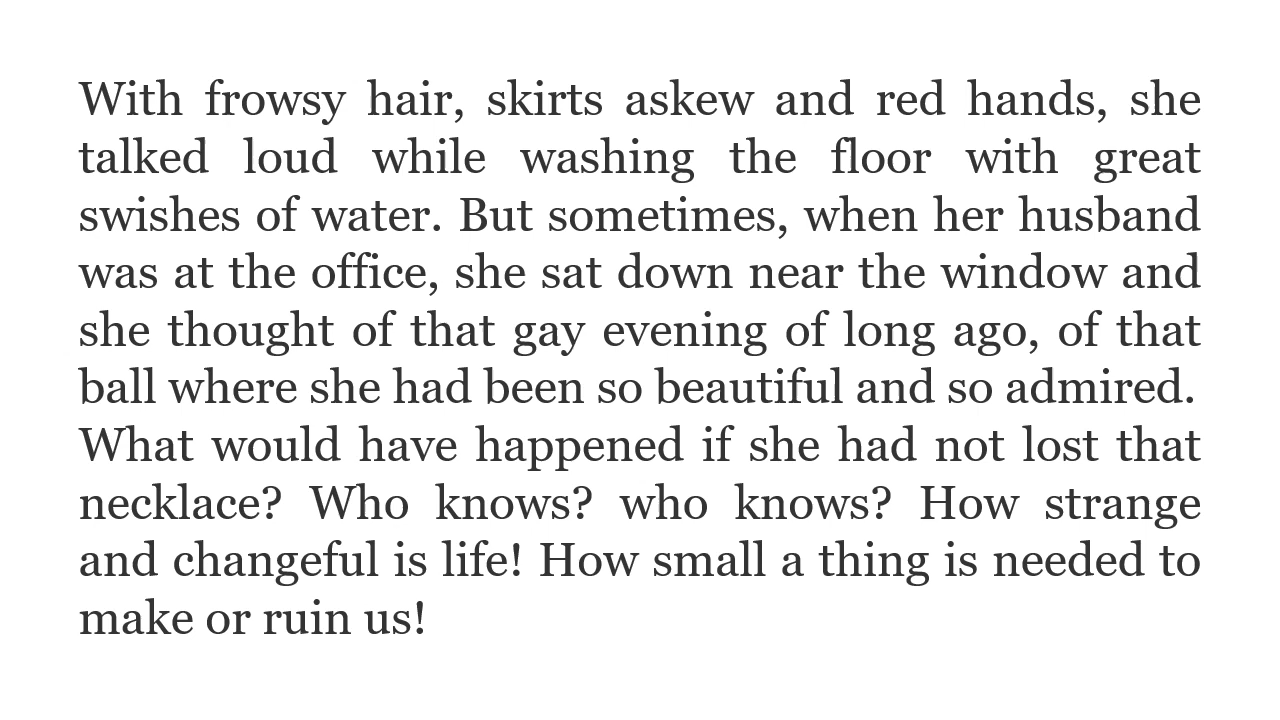 With frowsy hair, skirts askew and red hands, she
talked loud while washing the floor with great
swishes of water. But sometimes, when her husband
was at the office, she sat down near the window and
she thought of that gay evening of long ago, of that
ball where she had been so beautiful and so admired.
What would have happened if she had not lost that
necklace? Who knows? who knows? How strange
and changeful is life! How small a thing is needed to
make or ruin us!